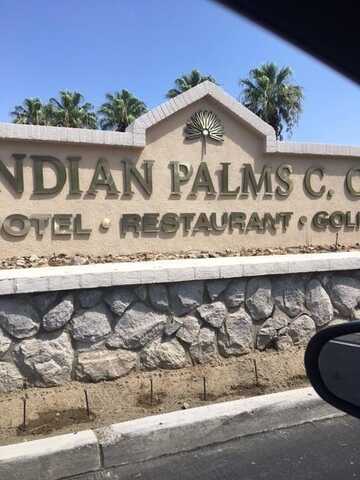 NDIAN PALMS C. C
OTEL · RESTAURANT · GOL